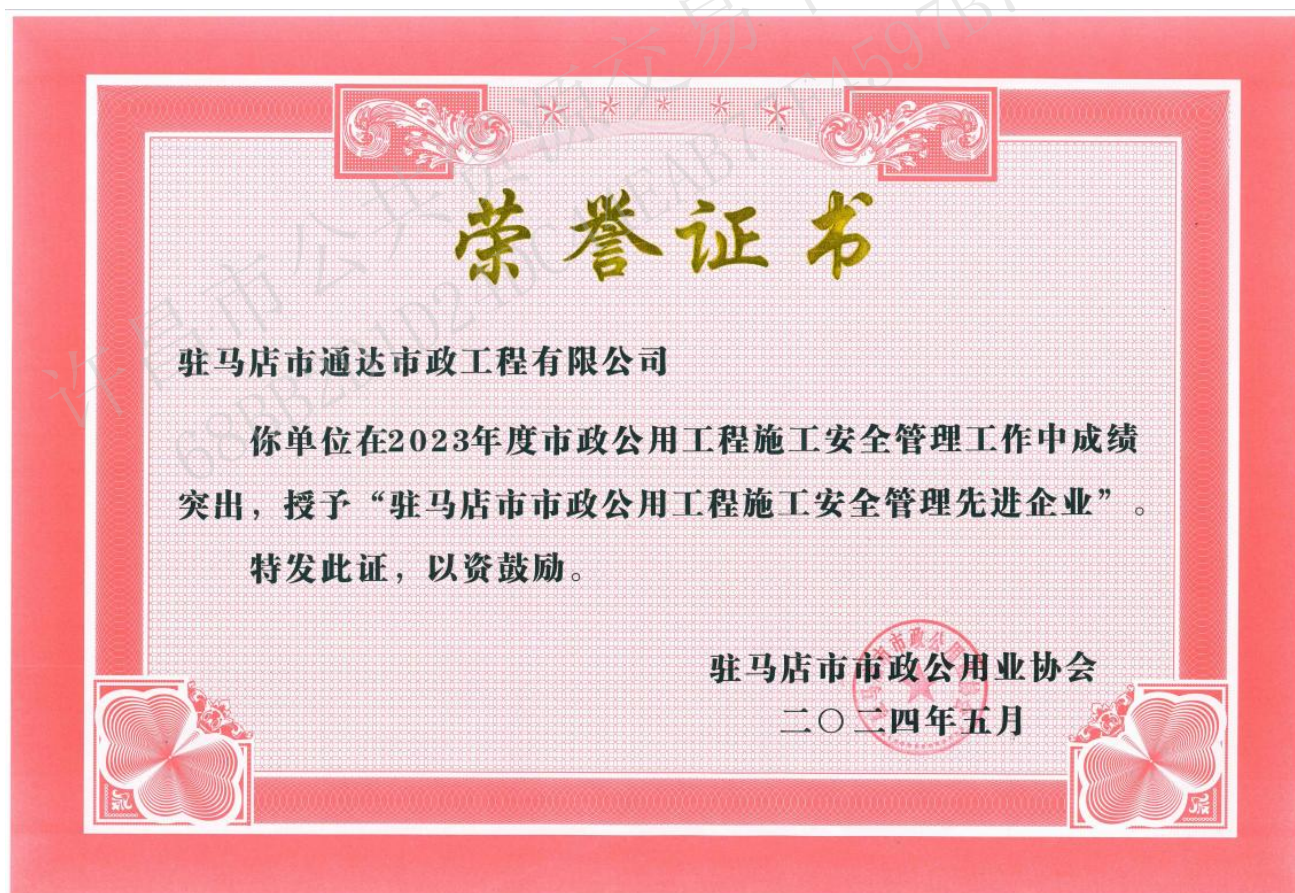 荣誉证书
驻马店市通达市政工程有限公司
你单位在2023年度市政公用工程施工安全管理工作中成绩
突出，授予“驻马店市市政公用工程施工安全管理先进企业”。
特发此证，以资鼓励。
驻马店市市政公用业协会
二〇二四年五月